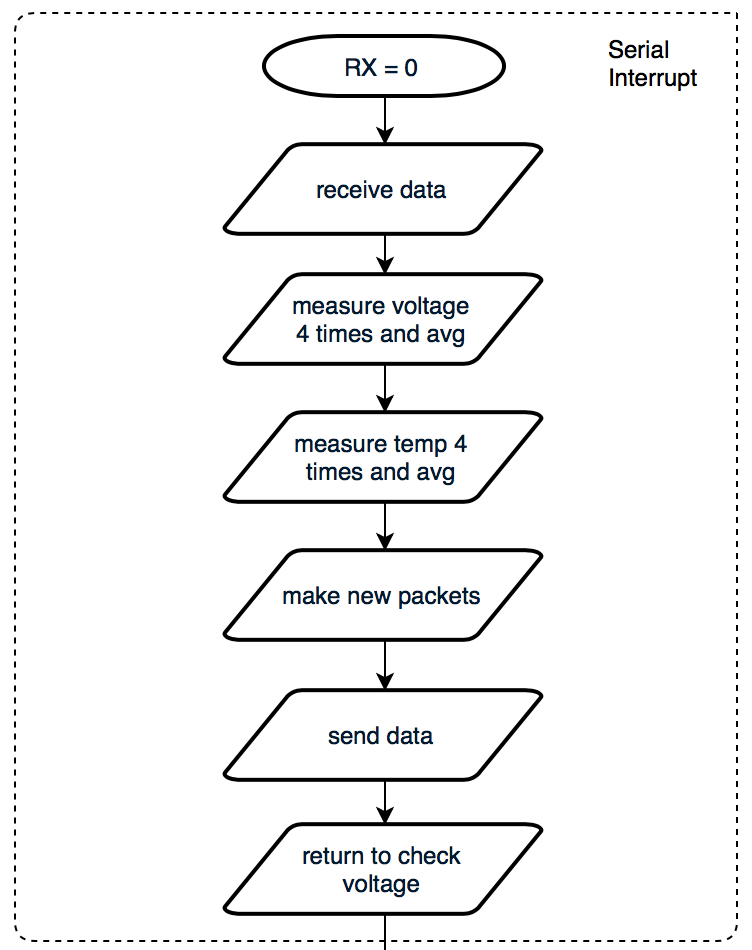 Serial
Interrupt
RX = 0
receive data
measure voltage
4 times and avg
measure temp 4
times and avg
make new packets
send data
return to check
voltage